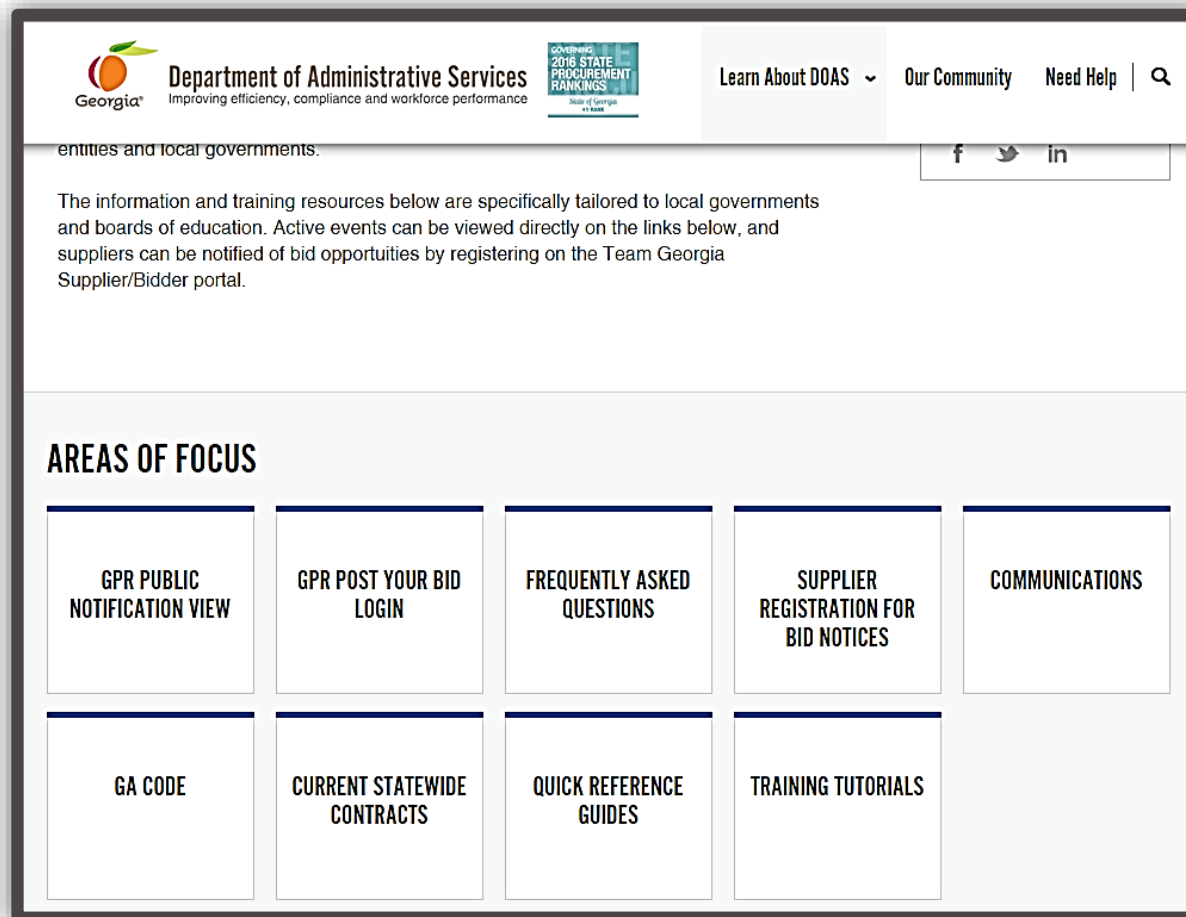 Georgia®
Department of Administrative Services
Improving efficiency, compliance and workforce performance
GOVERNING
2016 STATE
PROCUREMENT
RANKINGS
State of Georgia
#1 RANK
Learn About DOAS
Our Community
Need Help
entities and local governments.
f
in
The information and training resources below are specifically tailored to local governments
and boards of education. Active events can be viewed directly on the links below, and
suppliers can be notified of bid opportuities by registering on the Team Georgia
Supplier/Bidder portal.
AREAS OF FOCUS
GPR PUBLIC
NOTIFICATION VIEW
GPR POST YOUR BID
LOGIN
FREQUENTLY ASKED
QUESTIONS
SUPPLIER
REGISTRATION FOR
BID NOTICES
COMMUNICATIONS
GA CODE
CURRENT STATEWIDE
CONTRACTS
QUICK REFERENCE
GUIDES
TRAINING TUTORIALS